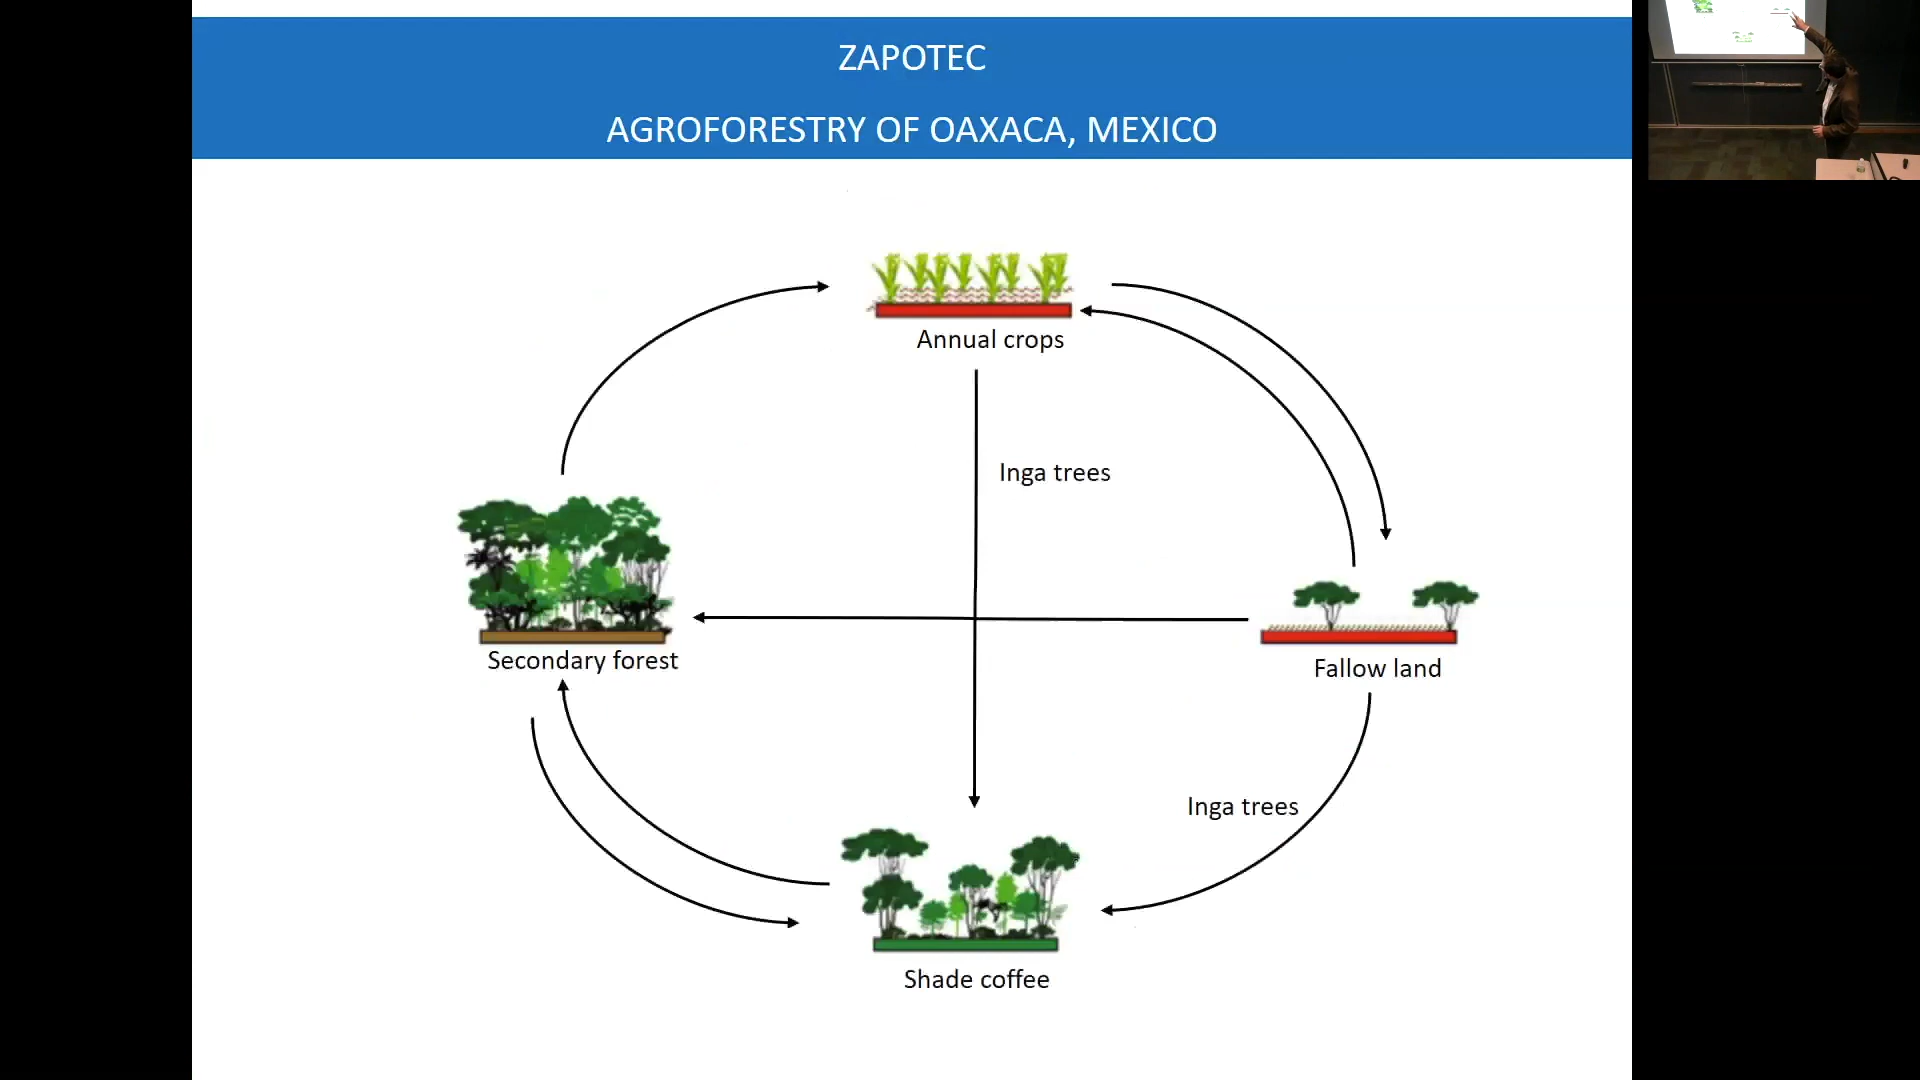 ZAPOTEC
AGROFORESTRY OF OAXACA, MEXICO
Annual crops
Inga trees
Secondary forest
Fallow land
Inga trees
Shade coffee